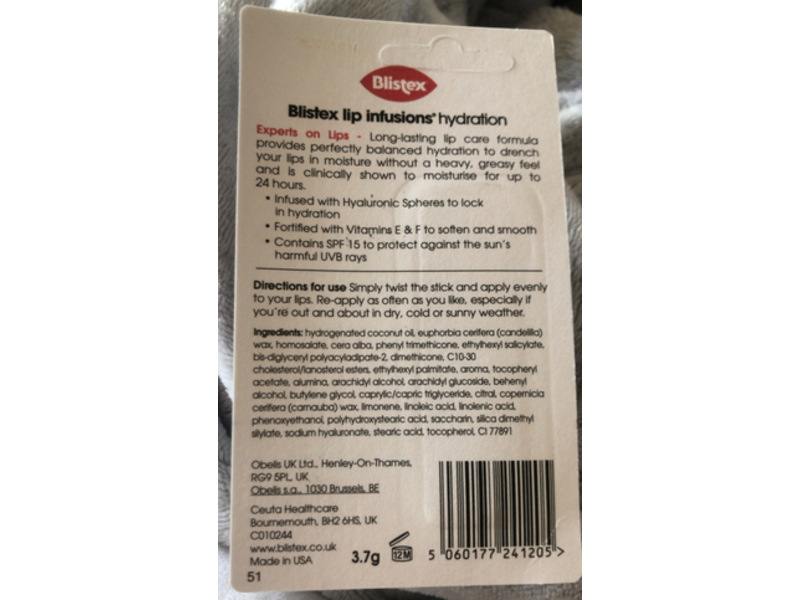 Blistex
Blistex lip infusions® hydration
Experts on Lips - Long-lasting lip care formula
provides perfectly balanced hydration to drench
your lips in moisture without a heavy, greasy feel
and is clinically shown to moisturise for up to
24 hours.
• Infused with Hyaluronic Spheres to lock
in hydration
• Fortified with Vitamins E & F to soften and smooth
• Contains SPF 15 to protect against the sun's
harmful UVB rays
Directions for use Simply twist the stick and apply evenly
to your lips. Re-apply as often as you like, especially if
you're out and about in dry, cold or sunny weather.
Ingredients: hydrogenated coconut oil, euphorbia cerifera (candelilla)
wax, homosalate, cera alba, phenyl trimethicone, ethylhexyl salicylate,
bis-diglyceryl polyacyladipate-2, dimethicone, C10-30
cholesterol/lanosterol esters, ethylhexyl palmitate, aroma, tocopheryl
acetate, alumina, arachidyl alcohol, arachidyl glucoside, behenyl
alcohol, butylene glycol, caprylic/capric triglyceride, citral, copernicia
cerifera (carnauba) wax, limonene, linoleic acid, linolenic acid,
phenoxyethanol, polyhydroxystearic acid, saccharin, silica dimethyl
silylate, sodium hyaluronate, stearic acid, tocopherol, CI 77891
Obelis UK Ltd., Henley-On-Thames,
RG9 5PL, UK
Obelis s.a., 1030 Brussels, BE
Ceuta Healthcare
Bournemouth, BH2 6HS, UK
C010244
www.blistex.co.uk
Made in USA
51
3.7g
12M
5 060177 241205 >